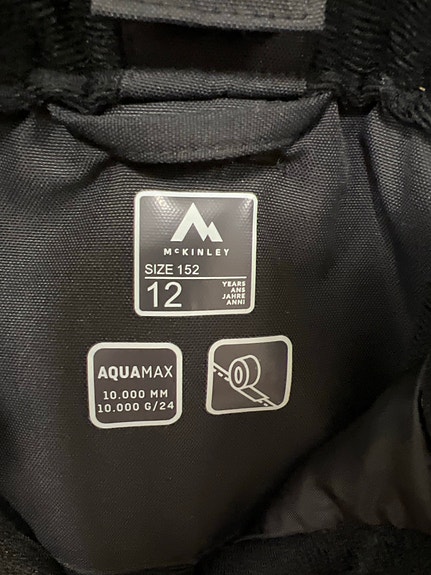 McKINLEY
SIZE 152
12
YEARS
ANS
JAHRE
ANNI
AQUAMAX
10.000 MM
10.000 G/24